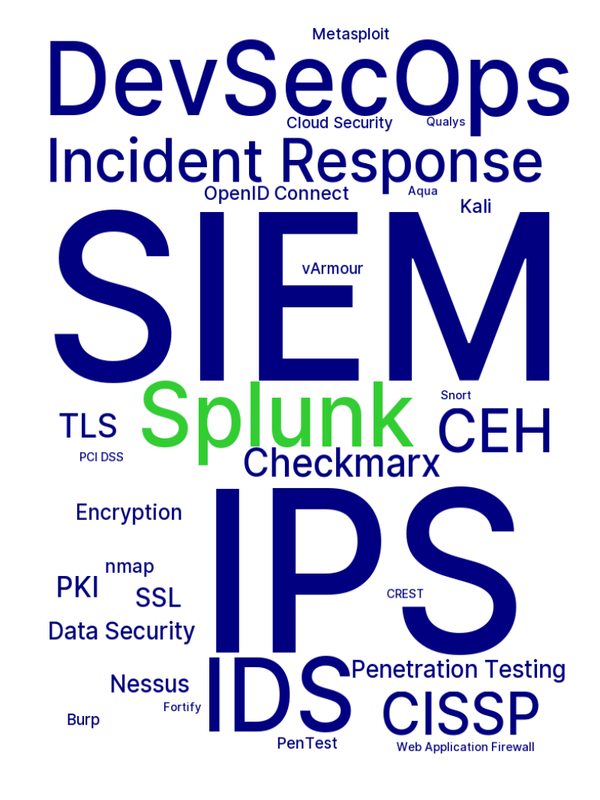 Metasploit
DevSecOps
Cloud Security
Qualys
Incident Response
OpenID Connect
Aqua
Kali
SIEM
vArmour
Splunk
Snort
TLS
CEH
PCI DSS
Checkmarx
Encryption
IPS
nmap
PKI
SSL
CREST
Data Security
IDS
Penetration Testing
Nessus
Fortify
CISSP
Burp
PenTest
Web Application Firewall